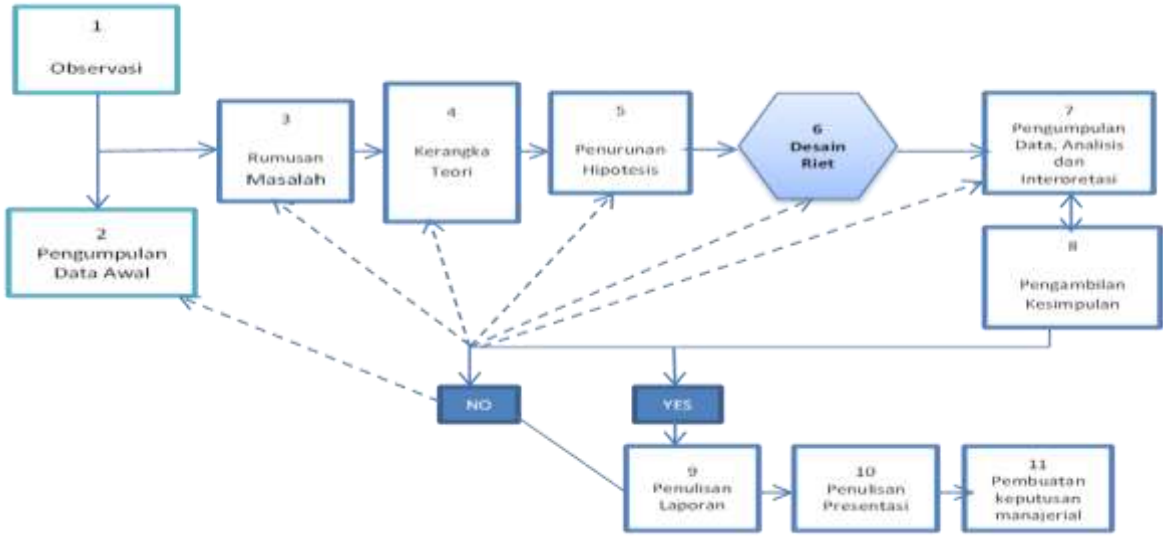 1
Observasi
2
Pengumpulan
Data Awal
3
Rumusan
Masalah
4
Kerangka
Teori
5
Penurunan
Hipotesis
6
Desain
Riet
7
Pengumpulan
Data, Analisis
dan
Interpretasi
8
Pengambilan
Kesimpulan
NO
YES
9
Penulisan
Laporan
10
Penulisan
Presentasi
11
Pembuatan
keputusan
manajerial